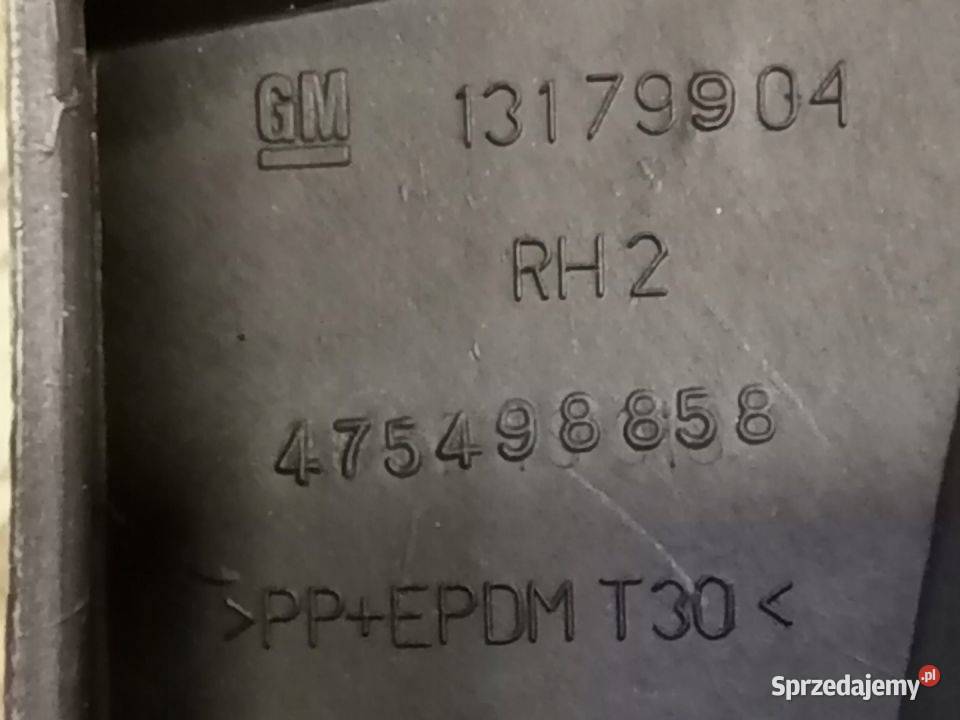 GM 13179904
RH2
475498858
>PP+EPDM T30<
Sprzedajemy.pl